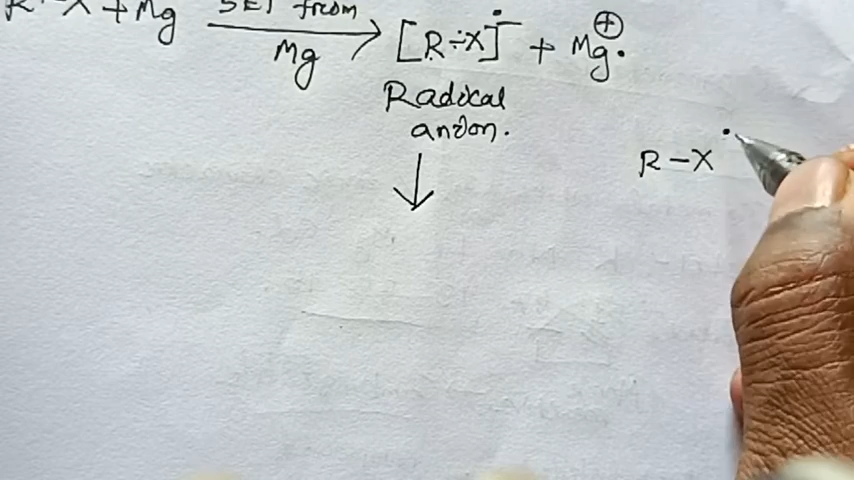 R-X + Mg SET from Mg → [R∸X]•⁻ + Mg•⊕
Radical
anion.
↓
R-X•